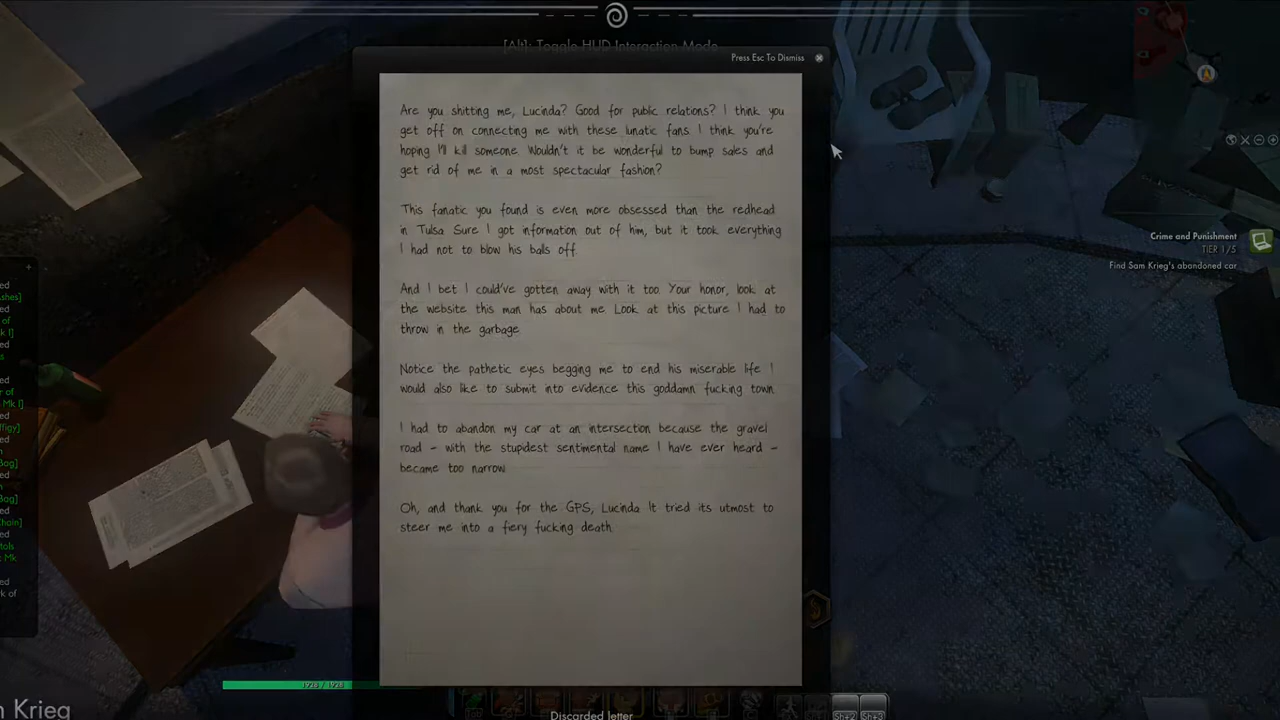 [Alt]: Toggle HUD Interaction Mode
Press Esc To Dismiss
Are you shitting me, Lucinda? Good for public relations? I think you
get off on connecting me with these lunatic fans. I think you're
hoping I'll kill someone. Wouldn't it be wonderful to bump sales and
get rid of me in a most spectacular fashion?
This fanatic you found is even more obsessed than the redhead
in Tulsa. Sure I got information out of him, but it took everything
I had not to blow his balls off.
And I bet I could've gotten away with it too. Your honor, look at
the website this man has about me. Look at this picture I had to
throw in the garbage.
Notice the pathetic eyes begging me to end his miserable life. I
would also like to submit into evidence this goddamn fucking town.
I had to abandon my car at an intersection because the gravel
road - with the stupidest sentimental name I have ever heard -
became too narrow.
Oh, and thank you for the GPS, Lucinda. It tried its utmost to
steer me into a fiery fucking death.
Crime and Punishment
TIER 1/5
Find Sam Krieg's abandoned car
1928 / 1928
Krieg
Discarded letter
Sh+2
Sh+3